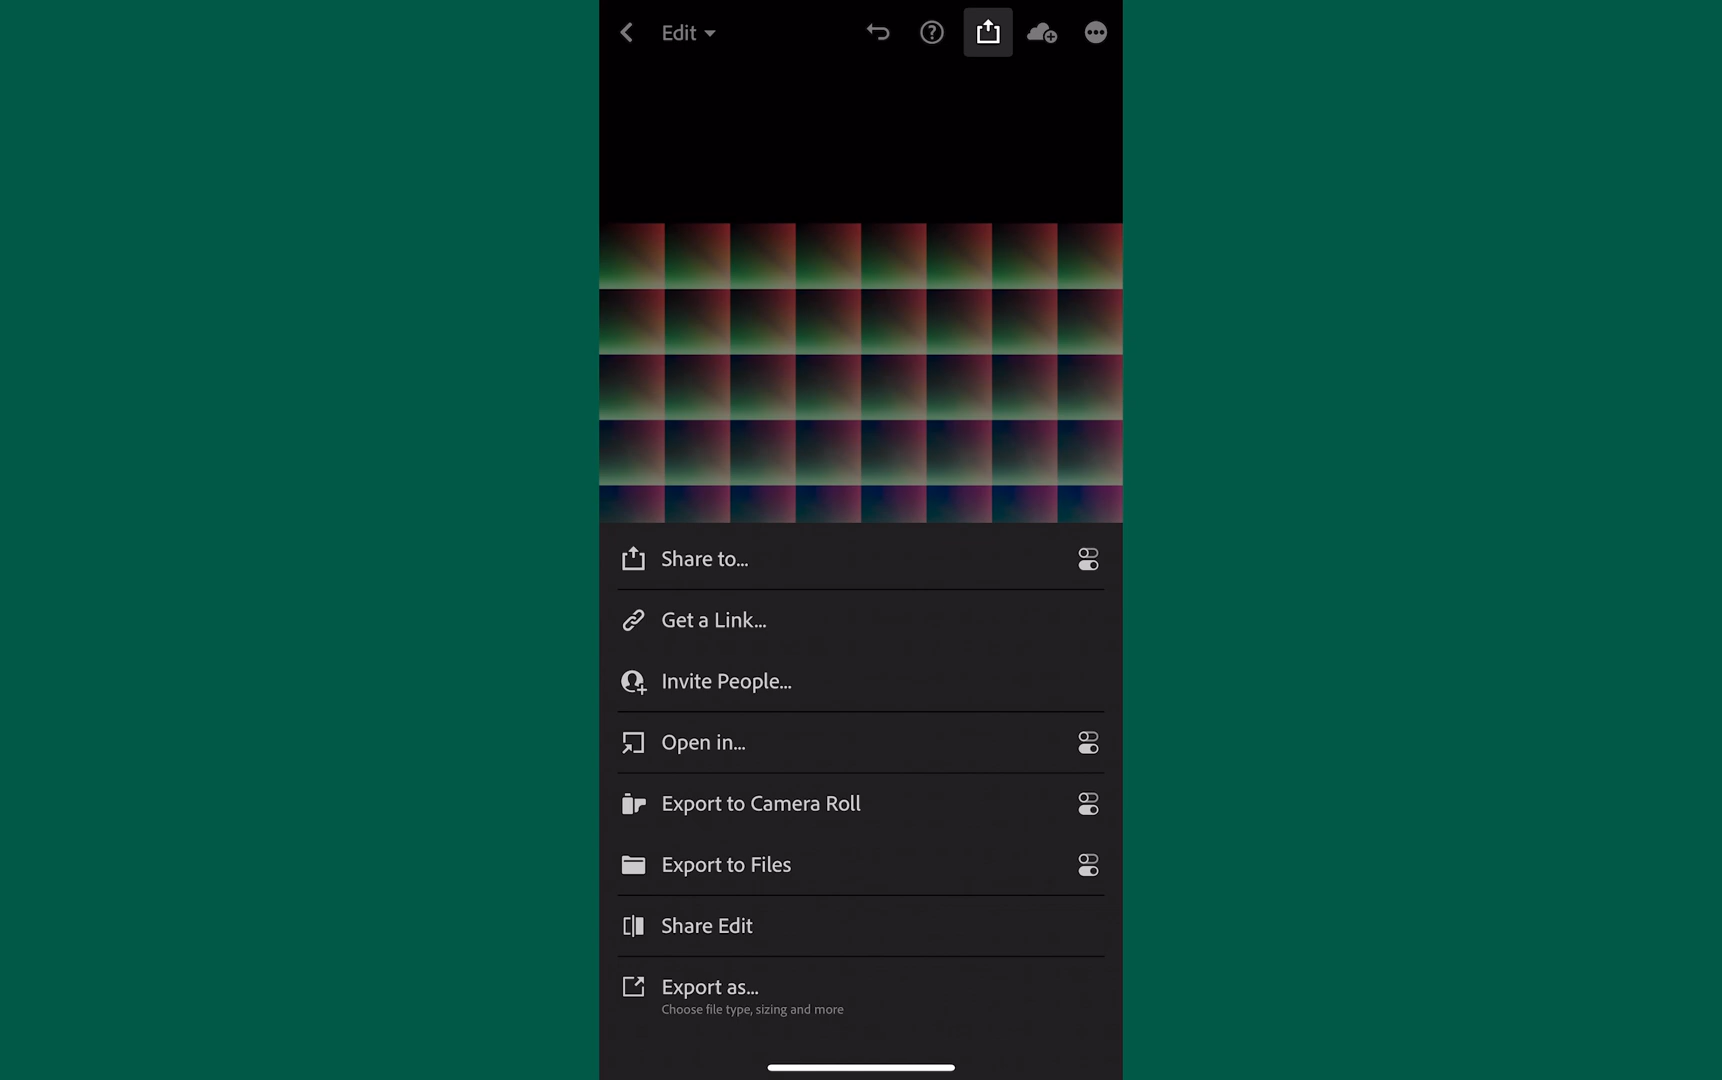 Edit
Share to...
Get a Link...
Invite People...
Open in...
Export to Camera Roll
Export to Files
Share Edit
Export as...
Choose file type, sizing and more